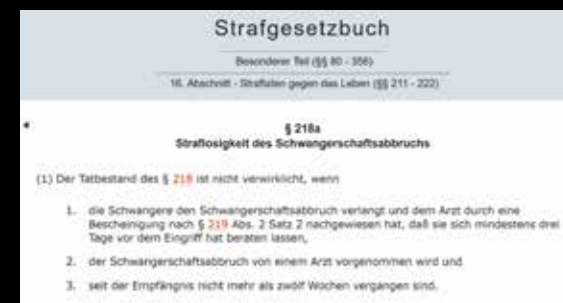 Strafgesetzbuch
Besonderer Teil (§§ 80 - 358)
16. Abschnitt - Straftaten gegen das Leben (§§ 211 - 222)
§ 218a
Straflosigkeit des Schwangerschaftsabbruchs
(1) Der Tatbestand des § 218 ist nicht verwirklicht, wenn
1. die Schwangere den Schwangerschaftsabbruch verlangt und dem Arzt durch eine
Bescheinigung nach § 219 Abs. 2 Satz 2 nachgewiesen hat, daß sie sich mindestens drei
Tage vor dem Eingriff hat beraten lassen,
2. der Schwangerschaftsabbruch von einem Arzt vorgenommen wird und
3. seit der Empfängnis nicht mehr als zwölf Wochen vergangen sind.